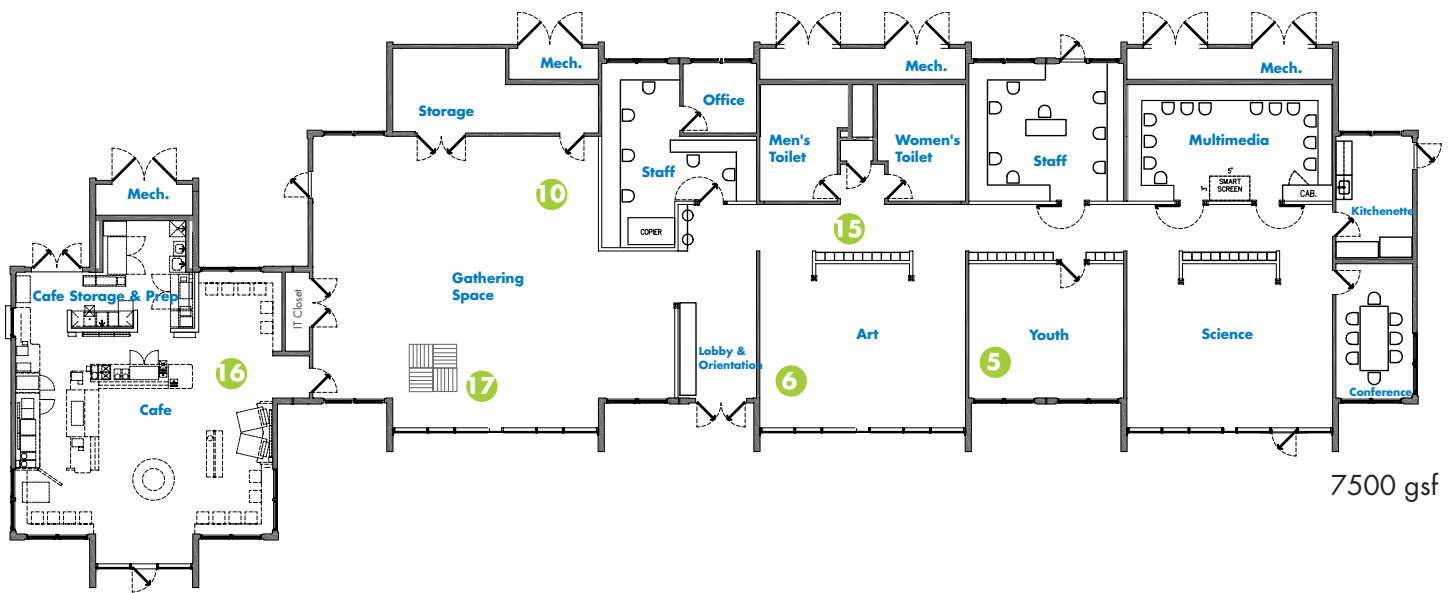 Mech.
Mech.
Mech.
Office
Storage
Men's
Toilet
Women's
Toilet
Multimedia
Staff
Staff
5'
3'
SMART
SCREEN
CAB.
Mech.
10
Kitchenette
COPIER
15
Gathering
Space
Cafe Storage & Prep
IT Closet
Art
Youth
Science
Lobby &
Orientation
16
17
6
5
Conference
Cafe
7500 gsf